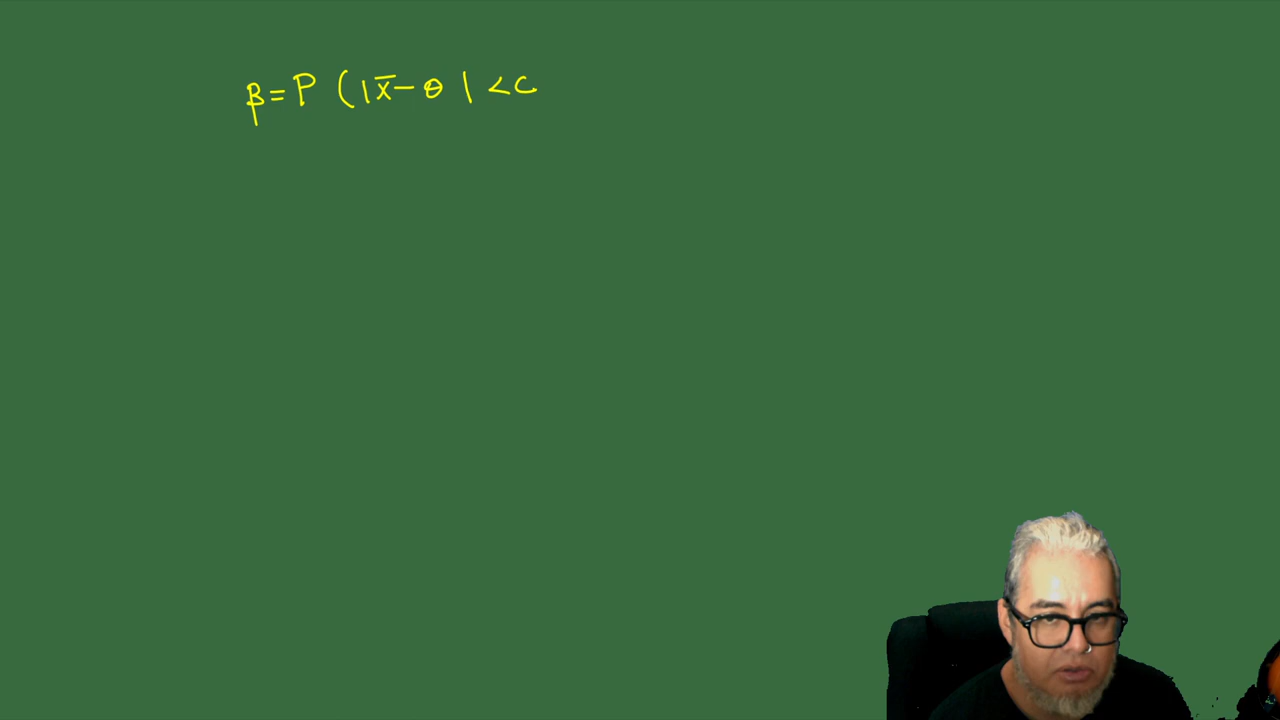 β = P (|x̄ − θ| < c